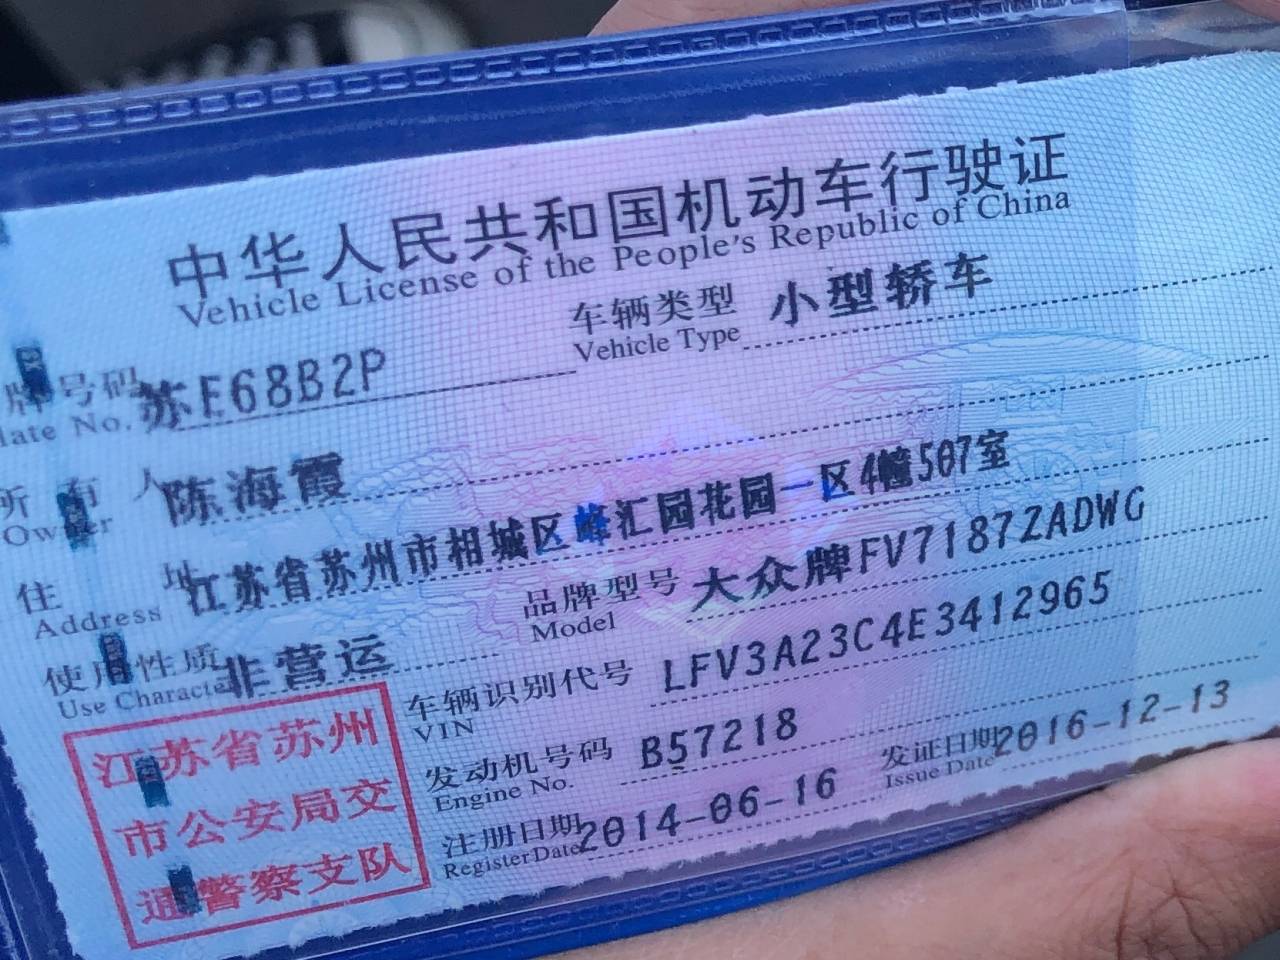 中华人民共和国机动车行驶证
Vehicle License of the People's Republic of China
牌号码 苏E68B2P 车辆类型 小型轿车
late No. Vehicle Type
所有人 陈海霞
Owner
住址 江苏省苏州市相城区峰汇园花园一区4幢507室
Address
使用性质 非营运 品牌型号 大众牌FV7187ZADWG
Use Characte Model
车辆识别代号 LFV3A23C4E3412965
VIN
发动机号码 B57218 发证日期 2016-12-13
Engine No. Issue Date
注册日期 2014-06-16
RegisterDate
江苏省苏州
市公安局交
通警察支队